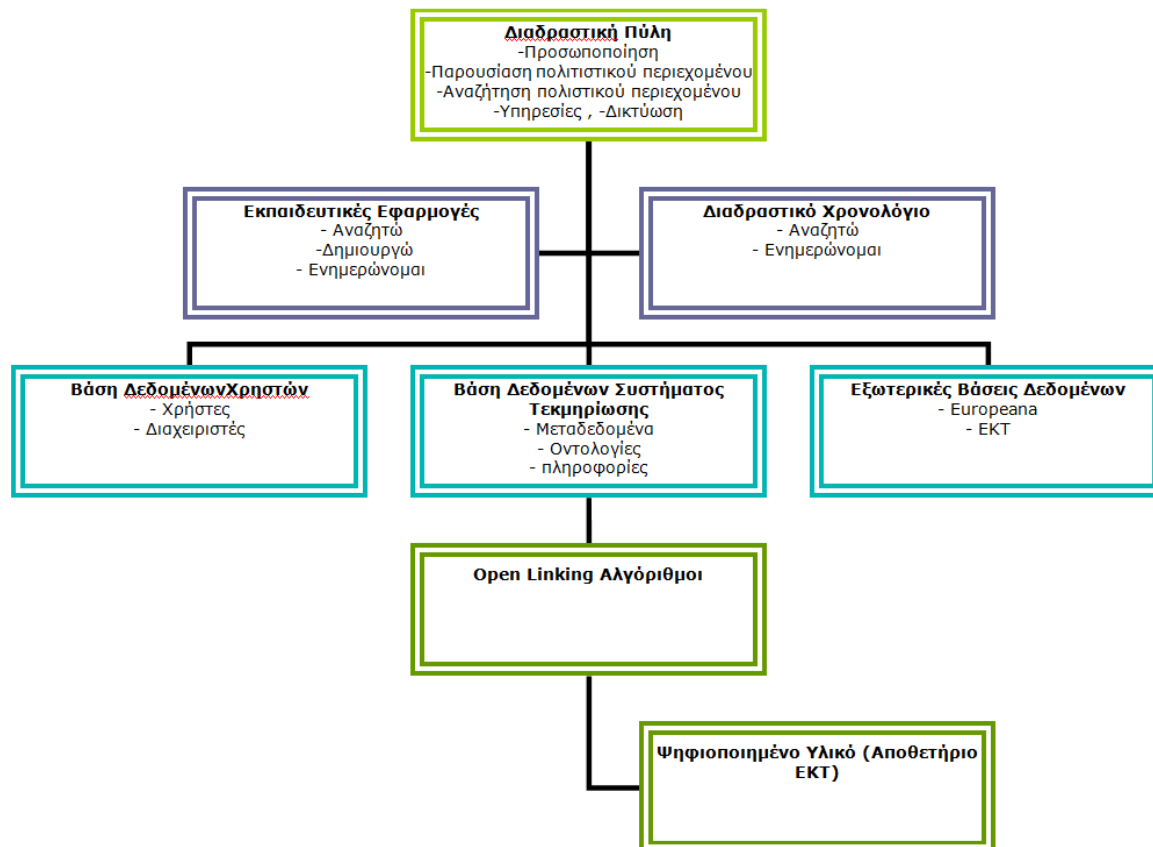 Διαδραστική Πύλη
-Προσωποποίηση
-Παρουσίαση πολιτιστικού περιεχομένου
-Αναζήτηση πολιστικού περιεχομένου
-Υπηρεσίες , -Δικτύωση
Εκπαιδευτικές Εφαρμογές
- Αναζητώ
-Δημιουργώ
- Ενημερώνομαι
Διαδραστικό Χρονολόγιο
- Αναζητώ
- Ενημερώνομαι
Βάση ΔεδομένωνΧρηστών
- Χρήστες
- Διαχειριστές
Βάση Δεδομένων Συστήματος
Τεκμηρίωσης
- Μεταδεδομένα
- Οντολογίες
- πληροφορίες
Εξωτερικές Βάσεις Δεδομένων
- Europeana
- ΕΚΤ
Open Linking Αλγόριθμοι
Ψηφιοποιημένο Υλικό (Αποθετήριο
ΕΚΤ)